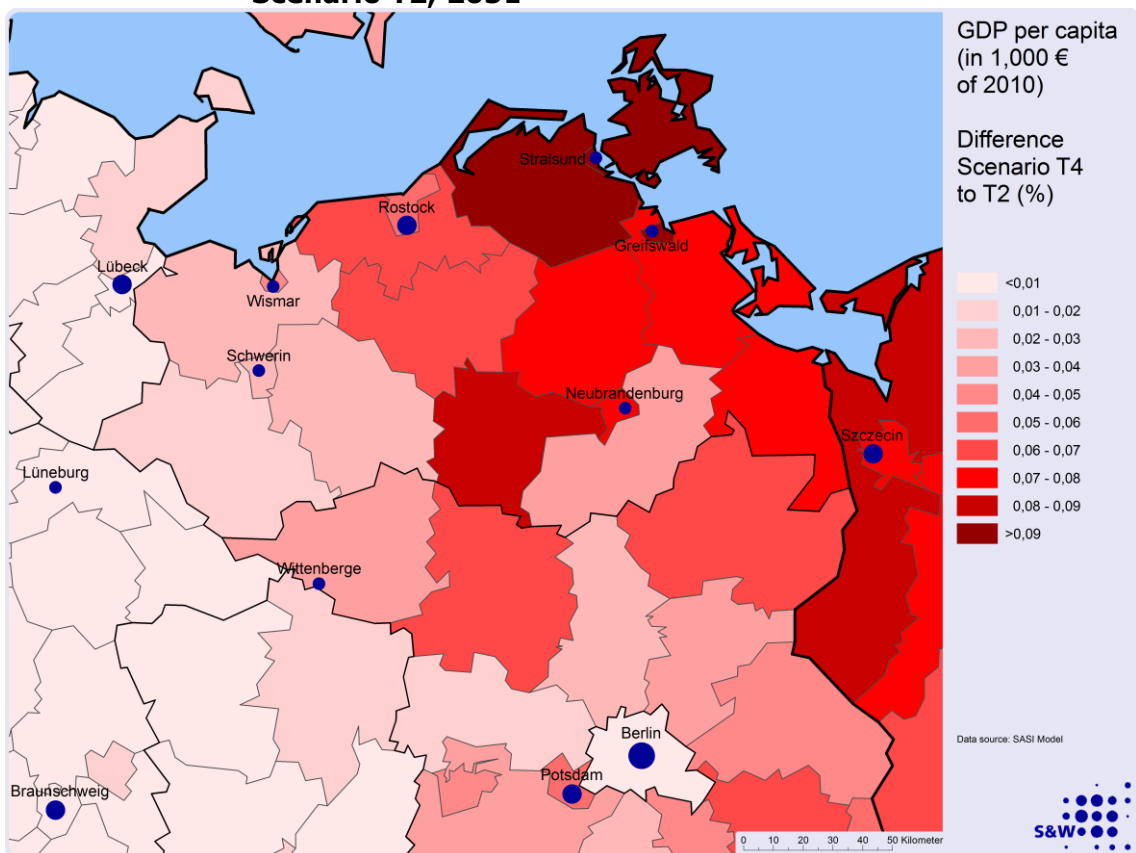 Scenario T2, 2031
GDP per capita
(in 1,000 €
of 2010)
Difference
Scenario T4
to T2 (%)
<0,01
0,01 - 0,02
0,02 - 0,03
0,03 - 0,04
0,04 - 0,05
0,05 - 0,06
0,06 - 0,07
0,07 - 0,08
0,08 - 0,09
>0,09
Stralsund
Rostock
Greifswald
Lübeck
Wismar
Schwerin
Neubrandenburg
Szczecin
Lüneburg
Wittenberge
Berlin
Potsdam
Braunschweig
Data source: SASI Model
0 10 20 30 40 50 Kilometer
S&W